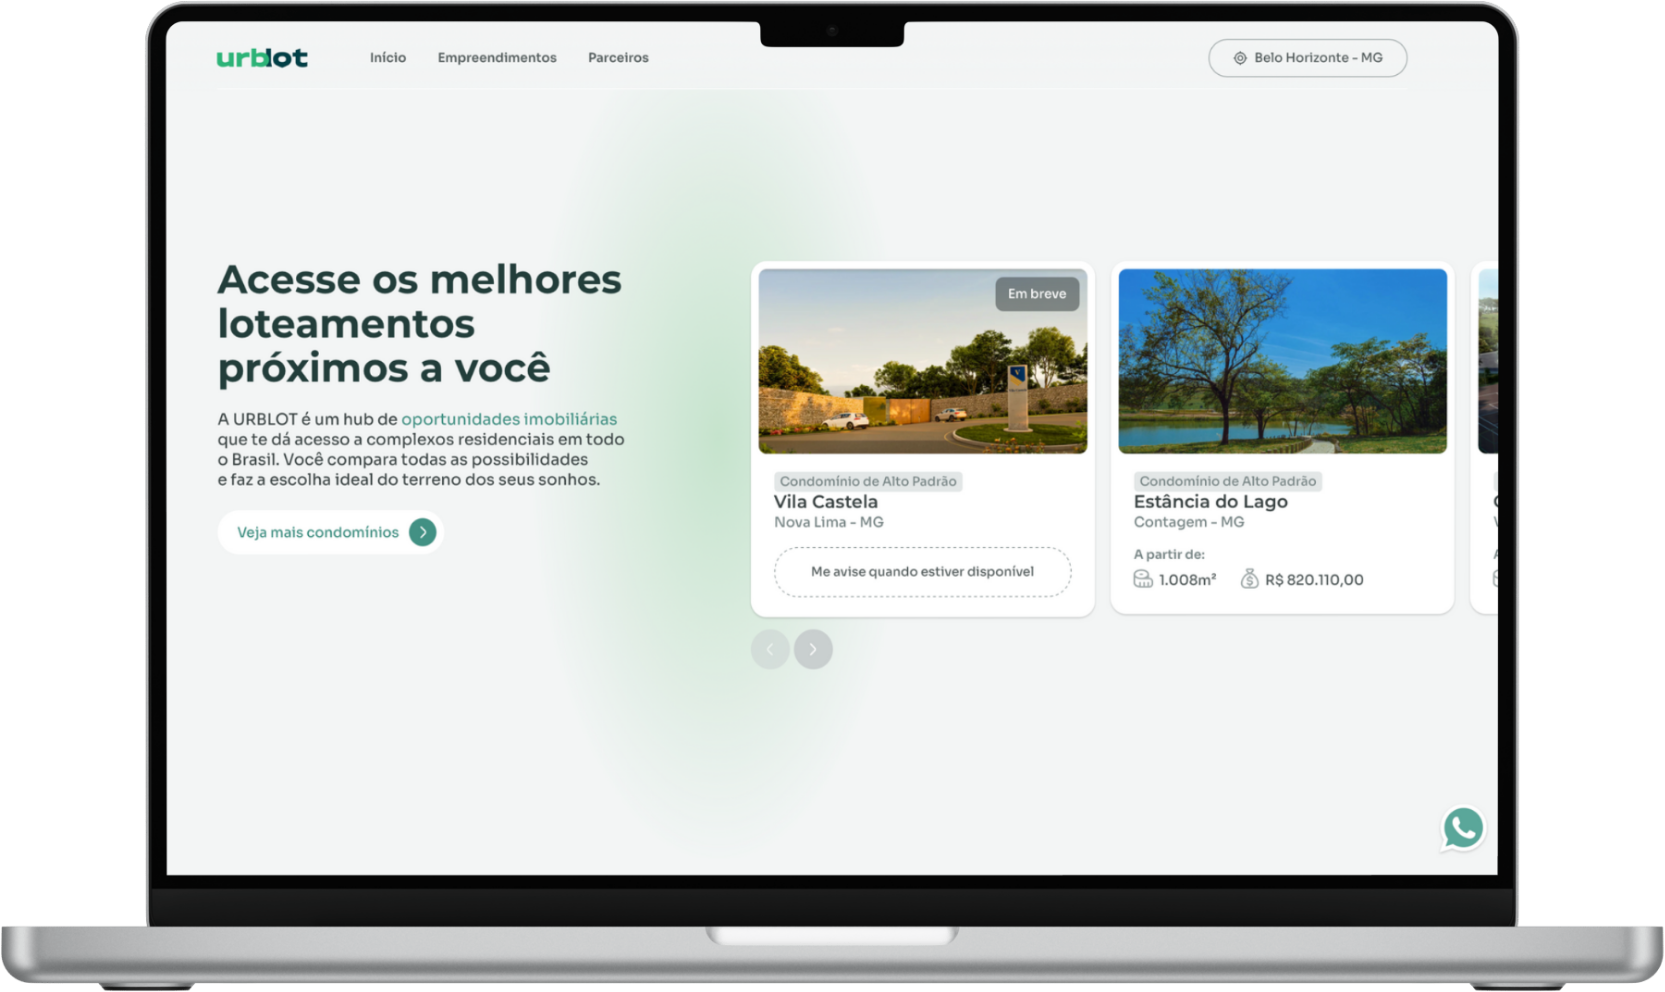 urblot
Início
Empreendimentos
Parceiros
Belo Horizonte - MG
Acesse os melhores
loteamentos
próximos a você
A URBLOT é um hub de oportunidades imobiliárias
que te dá acesso a complexos residenciais em todo
o Brasil. Você compara todas as possibilidades
e faz a escolha ideal do terreno dos seus sonhos.
Veja mais condomínios
Em breve
Condomínio de Alto Padrão
Vila Castela
Nova Lima - MG
Me avise quando estiver disponível
Condomínio de Alto Padrão
Estância do Lago
Contagem - MG
A partir de:
1.008m²
R$ 820.110,00